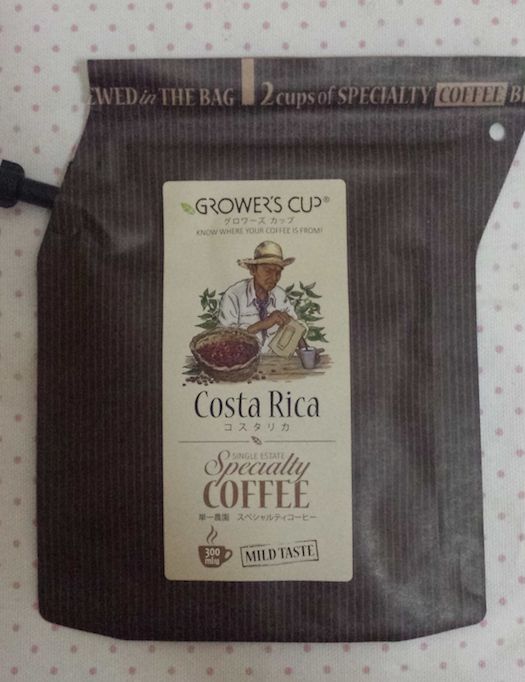 EWED in THE BAG | 2 cups of SPECIALTY COFFEE B
GROWER'S CUP®
グロワーズ カップ
KNOW WHERE YOUR COFFEE IS FROM!
Costa Rica
コスタリカ
SINGLE ESTATE
Specialty
COFFEE
単一農園 スペシャルティコーヒー
300
ml
MILD TASTE